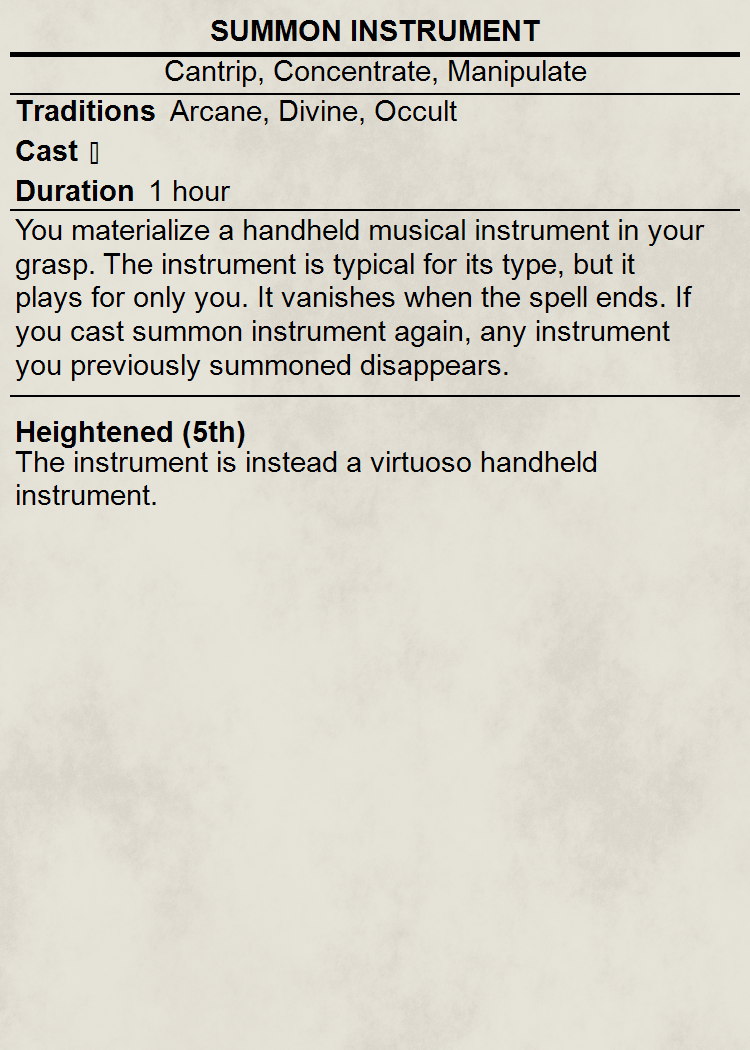 SUMMON INSTRUMENT
Cantrip, Concentrate, Manipulate
Traditions Arcane, Divine, Occult
Cast ▯
Duration 1 hour
You materialize a handheld musical instrument in your
grasp. The instrument is typical for its type, but it
plays for only you. It vanishes when the spell ends. If
you cast summon instrument again, any instrument
you previously summoned disappears.
Heightened (5th)
The instrument is instead a virtuoso handheld
instrument.